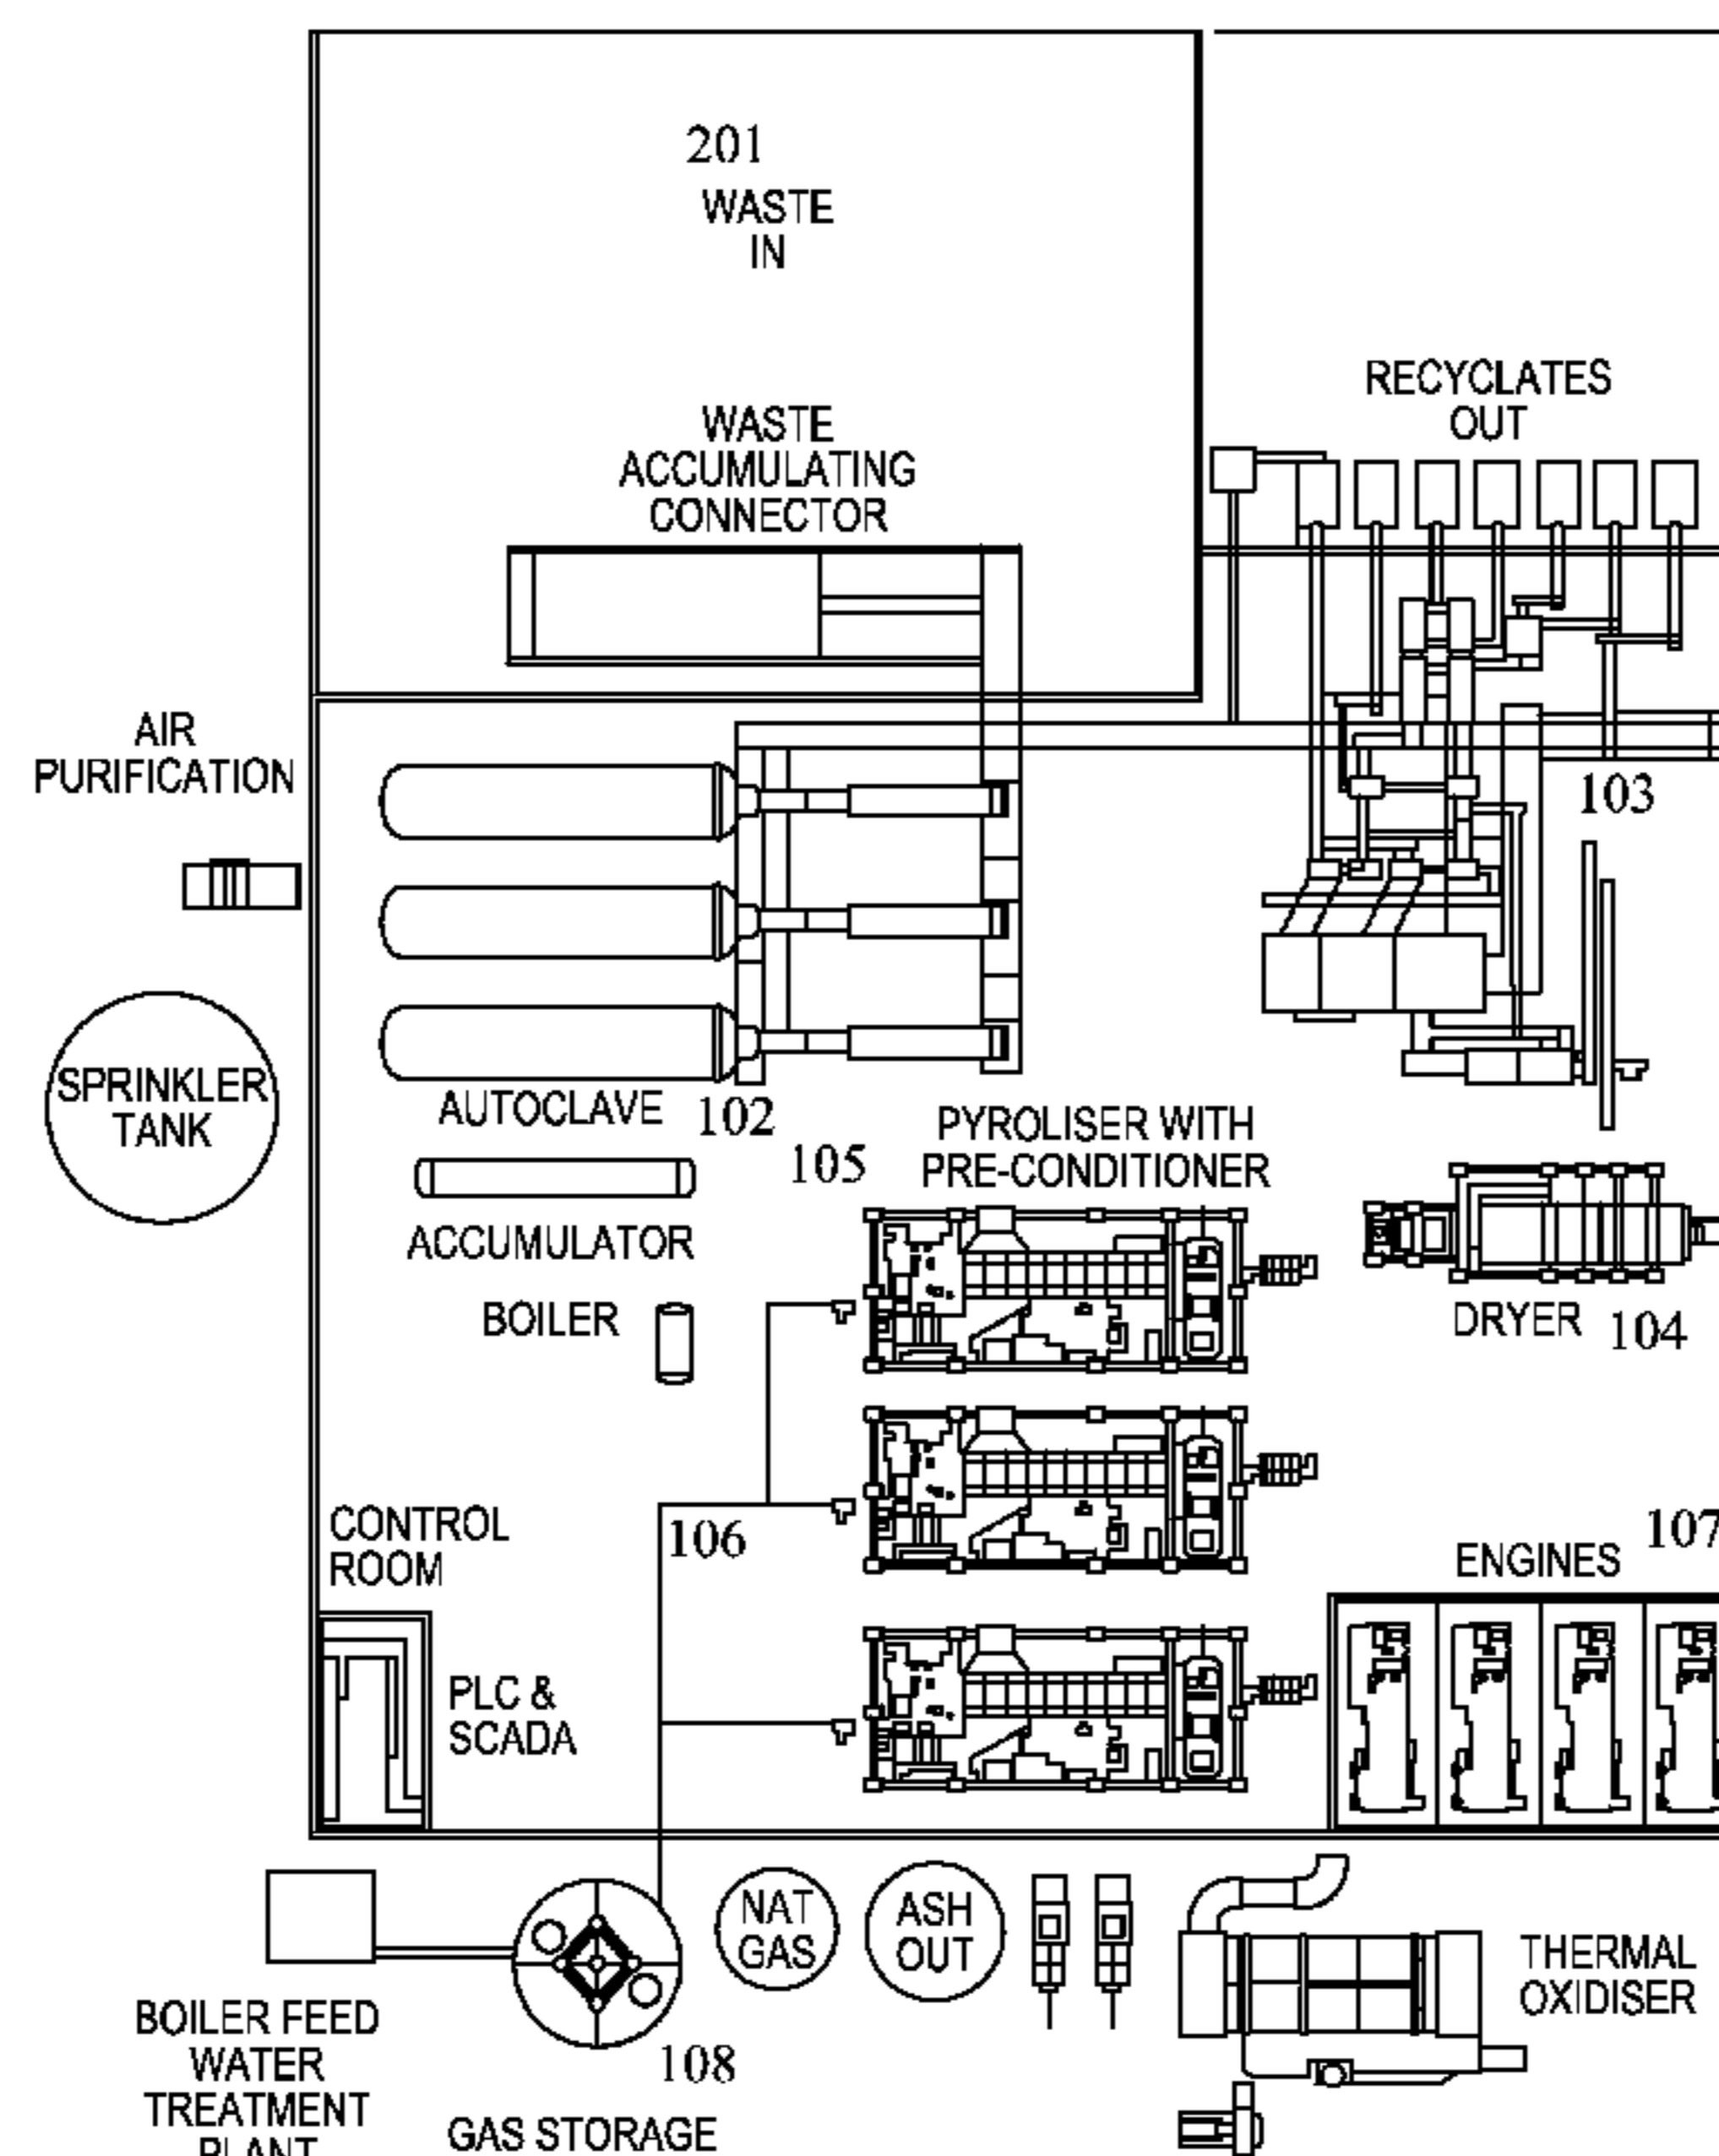 201
WASTE
IN
RECYCLATES
OUT
WASTE
ACCUMULATING
CONNECTOR
AIR
PURIFICATION
103
SPRINKLER
TANK
AUTOCLAVE
102
105
PYROLISER WITH
PRE-CONDITIONER
ACCUMULATOR
BOILER
DRYER
104
CONTROL
ROOM
106
107
ENGINES
PLC &
SCADA
NAT
GAS
ASH
OUT
THERMAL
OXIDISER
BOILER FEED
WATER
TREATMENT
PLANT
108
GAS STORAGE